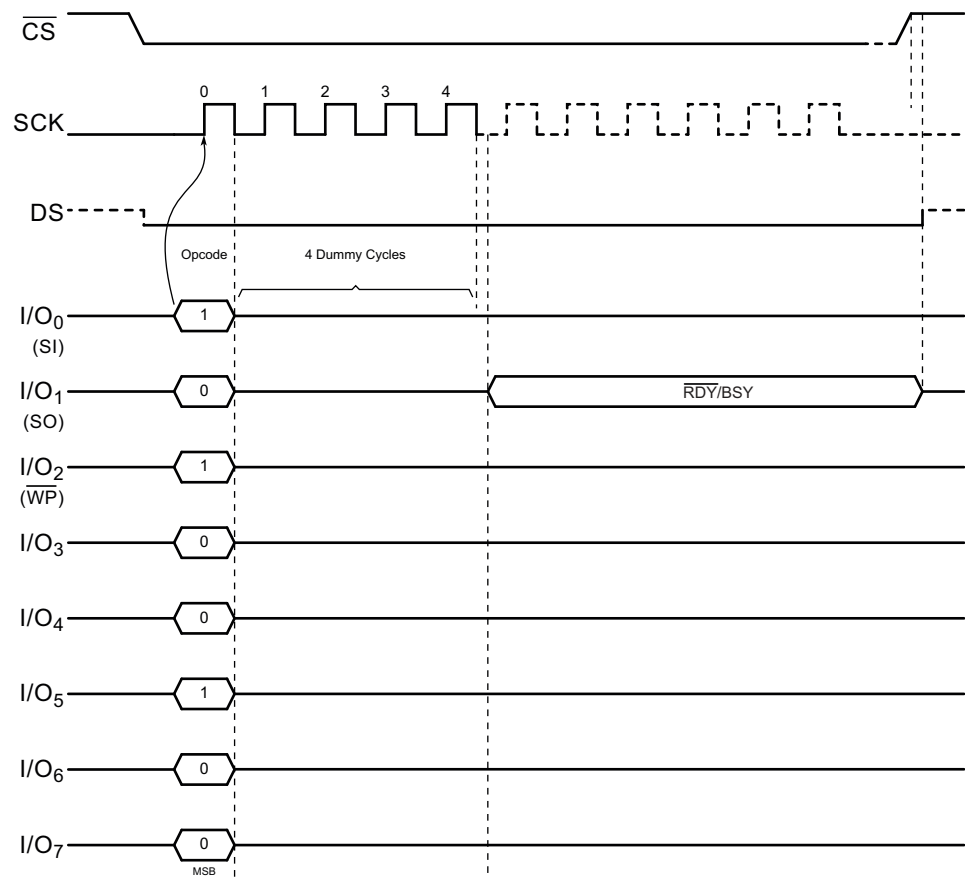 CS
0 1 2 3 4
SCK
DS
Opcode 4 Dummy Cycles
I/O0 1
(SI)
I/O1 0 RDY/BSY
(SO)
I/O2 1
(WP)
I/O3 0
I/O4 0
I/O5 1
I/O6 0
I/O7 0
MSB